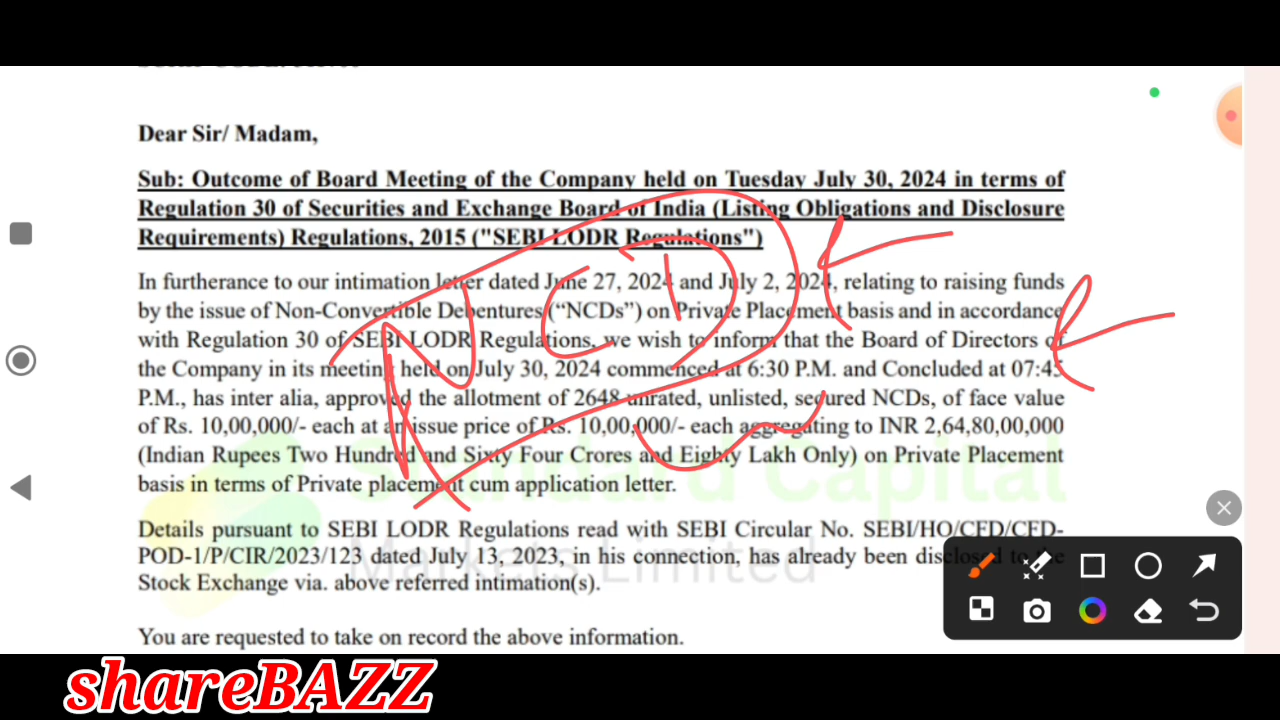 Dear Sir/ Madam,
Sub: Outcome of Board Meeting of the Company held on Tuesday July 30, 2024 in terms of
Regulation 30 of Securities and Exchange Board of India (Listing Obligations and Disclosure
Requirements) Regulations, 2015 ("SEBI LODR Regulations")
In furtherance to our intimation letter dated June 27, 2024 and July 2, 2024, relating to raising funds
by the issue of Non-Convertible Debentures (“NCDs”) on Private Placement basis and in accordance
with Regulation 30 of SEBI LODR Regulations, we wish to inform that the Board of Directors of
the Company in its meeting held on July 30, 2024 commenced at 6:30 P.M. and Concluded at 07:45
P.M., has inter alia, approved the allotment of 2648 unrated, unlisted, secured NCDs, of face value
of Rs. 10,00,000/- each at an issue price of Rs. 10,00,000/- each aggregating to INR 2,64,80,00,000
(Indian Rupees Two Hundred and Sixty Four Crores and Eighty Lakh Only) on Private Placement
basis in terms of Private placement cum application letter.
Details pursuant to SEBI LODR Regulations read with SEBI Circular No. SEBI/HO/CFD/CFD-
POD-1/P/CIR/2023/123 dated July 13, 2023, in his connection, has already been disclosed to the
Stock Exchange via. above referred intimation(s).
You are requested to take on record the above information.
NCD
Standard Capital
Markets Limited
shareBAZZ